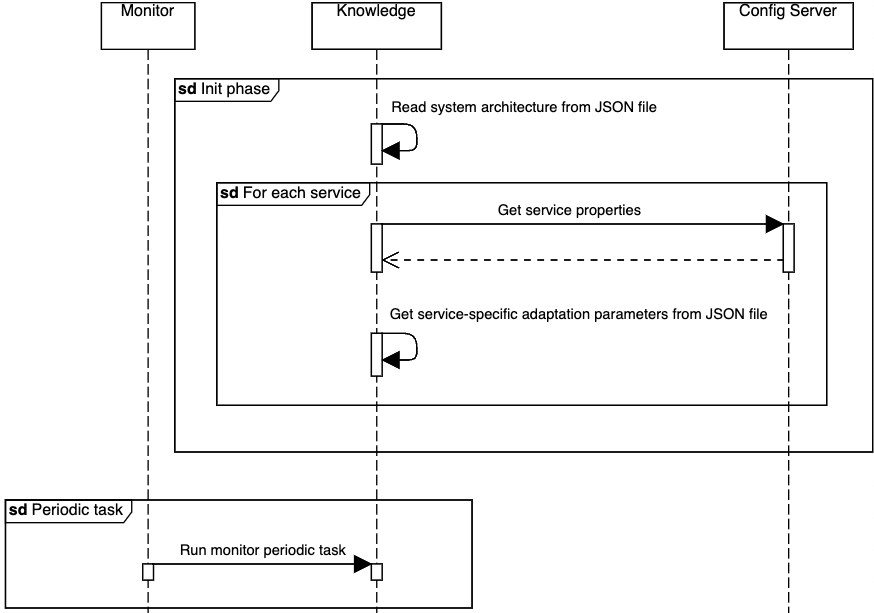 Monitor
Knowledge
Config Server
sd Init phase
Read system architecture from JSON file
sd For each service
Get service properties
Get service-specific adaptation parameters from JSON file
sd Periodic task
Run monitor periodic task